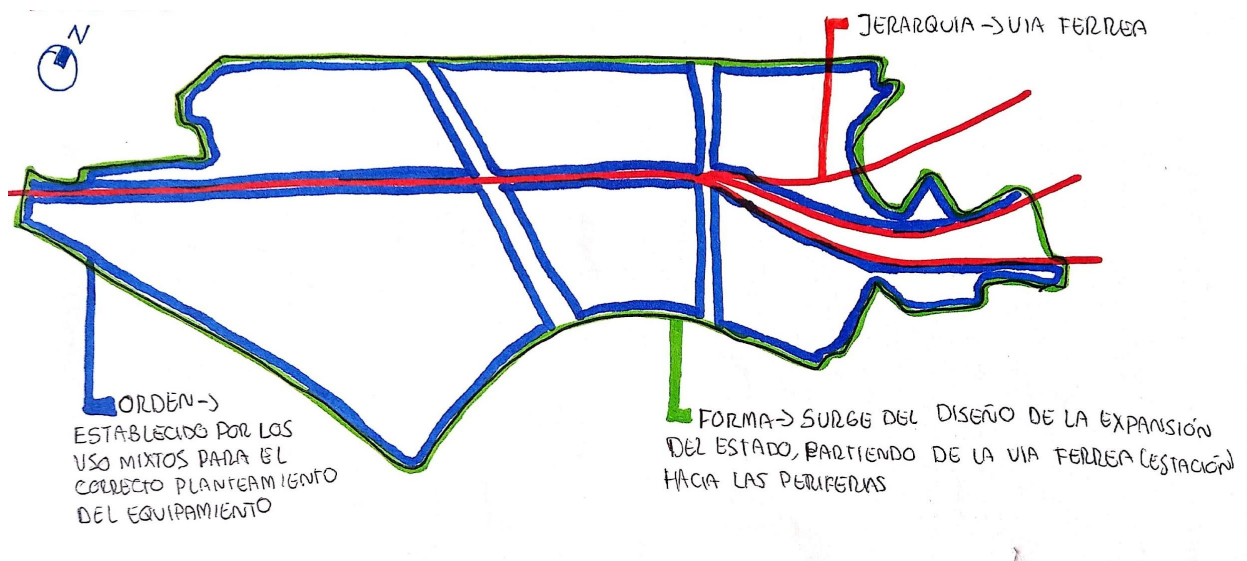 N
JERARQUIA -> VIA FERREA
ORDEN ->
ESTABLECIDO POR LOS
USO MIXTOS PARA EL
CORRECTO PLANTEAMIENTO
DEL EQUIPAMIENTO
FORMA -> SURGE DEL DISEÑO DE LA EXPANSIÓN
DEL ESTADO, PARTIENDO DE LA VIA FERREA (ESTACIÓN)
HACIA LAS PERIFERIAS